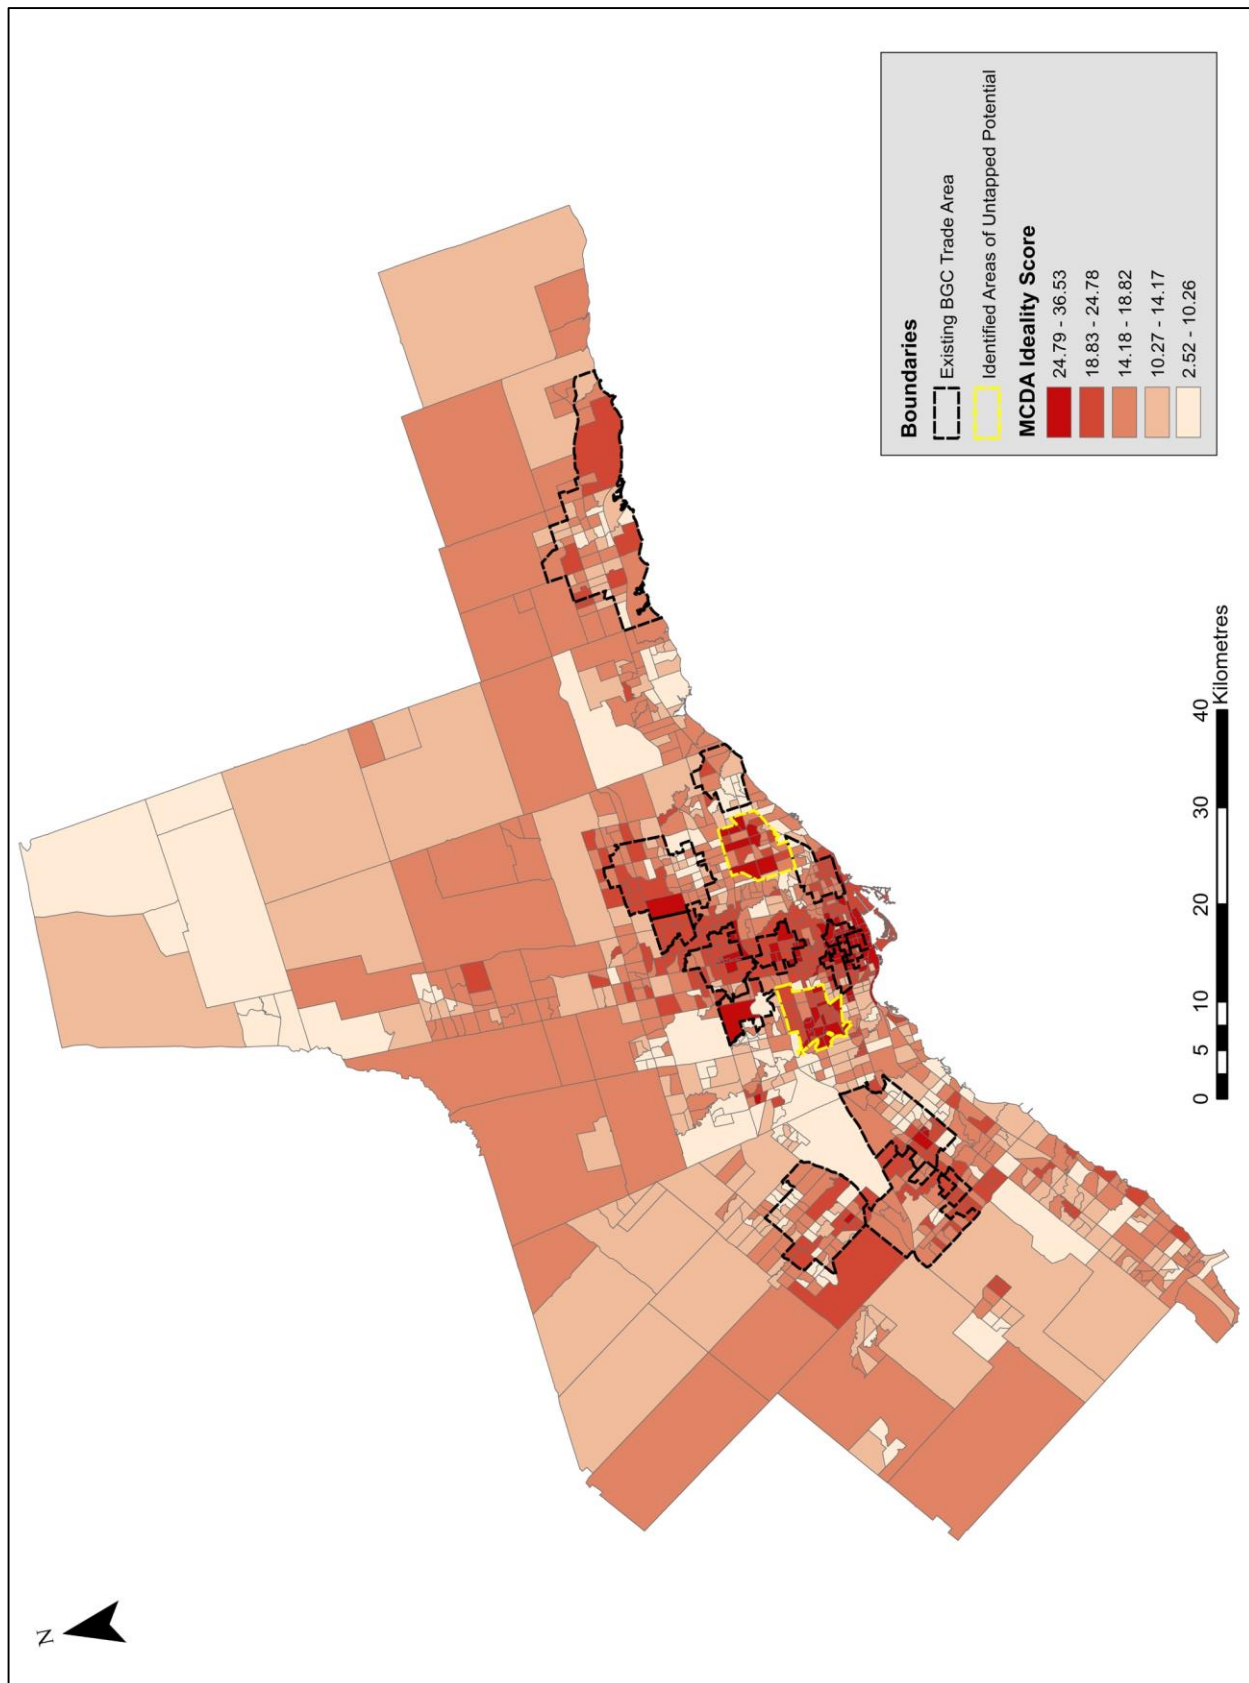 N
Boundaries
Existing BGC Trade Area
Identified Areas of Untapped Potential
MCDA Ideality Score
24.79 - 36.53
18.83 - 24.78
14.18 - 18.82
10.27 - 14.17
2.52 - 10.26
0 5 10 20 30 40
Kilometres